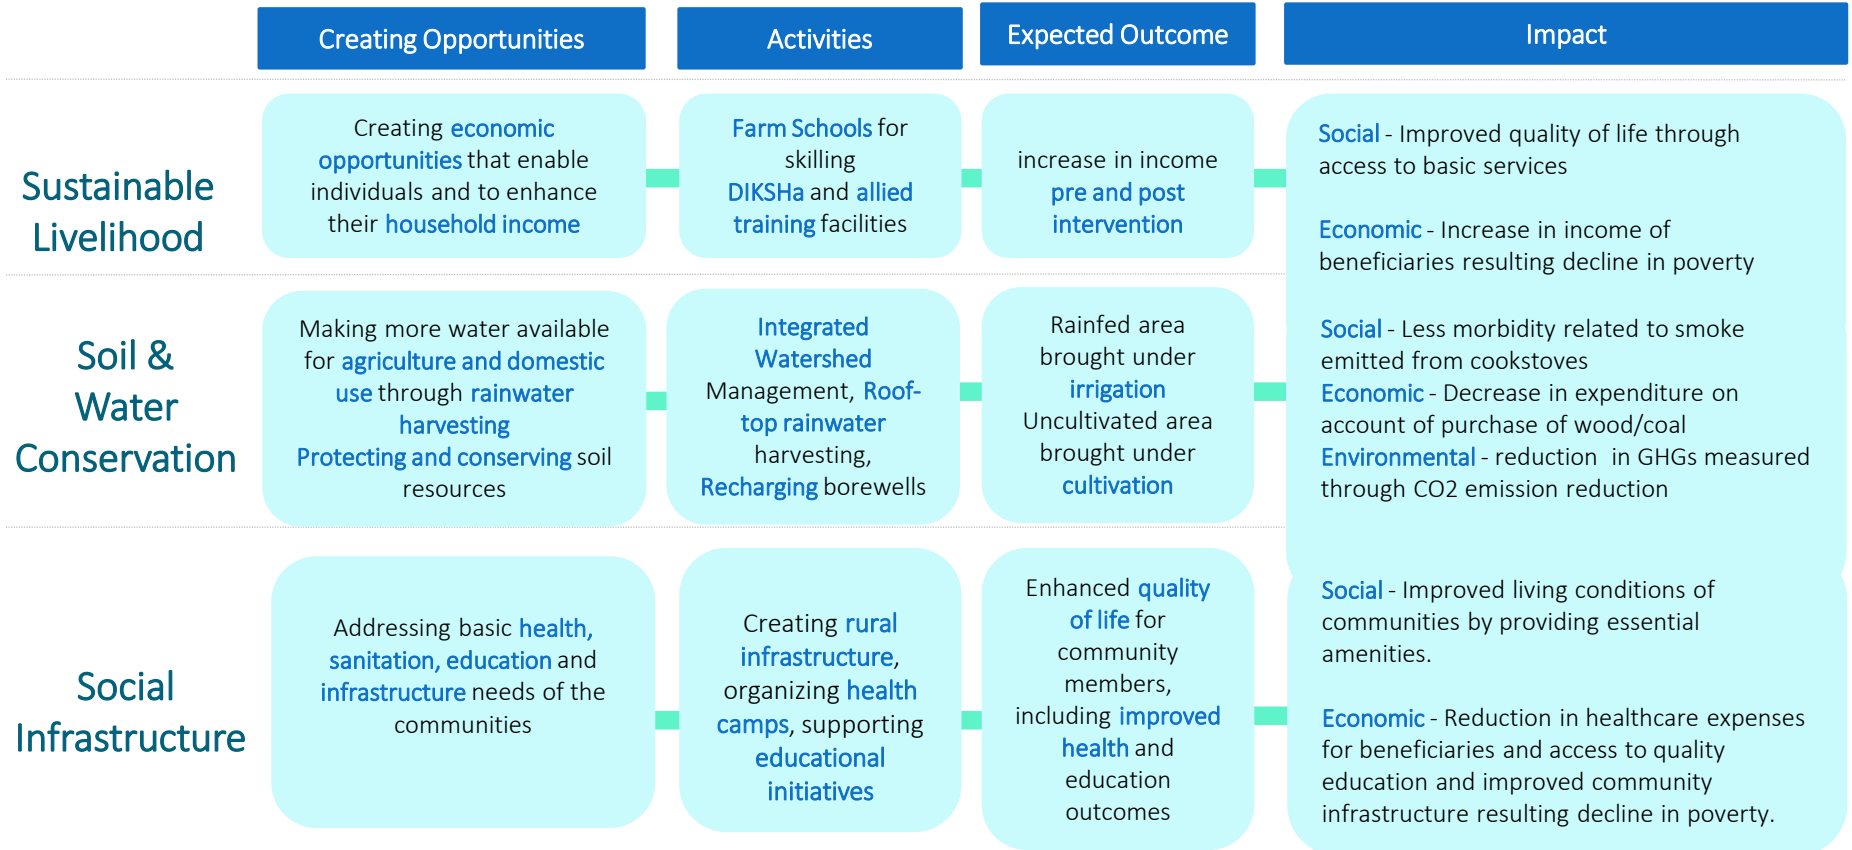 Creating Opportunities
Activities
Expected Outcome
Impact
Sustainable
Livelihood
Creating economic
opportunities that enable
individuals and to enhance
their household income
Farm Schools for
skilling
DIKSHa and allied
training facilities
increase in income
pre and post
intervention
Social - Improved quality of life through
access to basic services
Economic - Increase in income of
beneficiaries resulting decline in poverty
Soil &
Water
Conservation
Making more water available
for agriculture and domestic
use through rainwater
harvesting
Protecting and conserving soil
resources
Integrated
Watershed
Management, Roof-
top rainwater
harvesting,
Recharging borewells
Rainfed area
brought under
irrigation
Uncultivated area
brought under
cultivation
Social - Less morbidity related to smoke
emitted from cookstoves
Economic - Decrease in expenditure on
account of purchase of wood/coal
Environmental - reduction  in GHGs measured
through CO2 emission reduction
Social
Infrastructure
Addressing basic health,
sanitation, education and
infrastructure needs of the
communities
Creating rural
infrastructure,
organizing health
camps, supporting
educational
initiatives
Enhanced quality
of life for
community
members,
including improved
health and
education
outcomes
Social - Improved living conditions of
communities by providing essential
amenities.
Economic - Reduction in healthcare expenses
for beneficiaries and access to quality
education and improved community
infrastructure resulting decline in poverty.